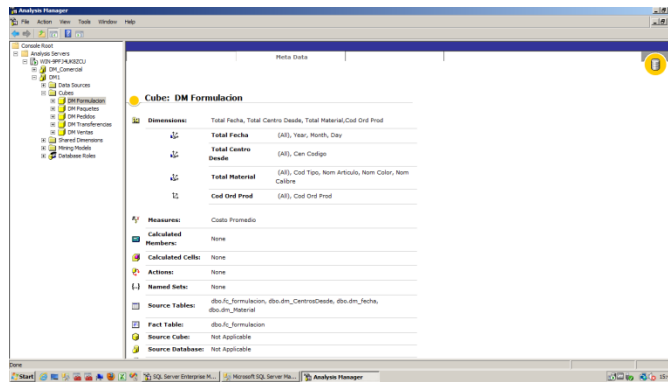 Analysis Manager
File Action View Tools Window Help
Console Root
Analysis Servers
DM_Comercial
DM1
Data Sources
Cubes
DM Formulacion
DM Paquetes
DM Pedidos
DM Transferencias
DM Ventas
Shared Dimensions
Mining Models
Database Roles
Meta Data
Cube: DM Formulacion
Dimensions: Total Fecha, Total Centro Desde, Total Material,Cod Ord Prod
Total Fecha (All), Year, Month, Day
Total Centro
Desde
(All), Cen Codigo
Total Material (All), Cod Tipo, Nom Articulo, Nom Color, Nom
Calibre
Cod Ord Prod (All), Cod Ord Prod
Measures: Costo Promedio
Calculated
Members:
None
Calculated Cells: None
Actions: None
Named Sets: None
Source Tables: dbo.fc_formulacion, dbo.dm_CentrosDesde, dbo.dm_fecha,
dbo.dm_Material
Fact Table: dbo.fc_formulacion
Source Cube: Not Applicable
Source Database: Not Applicable
Done
Start SQL Server Enterprise M... Microsoft SQL Server Ma... Analysis Manager